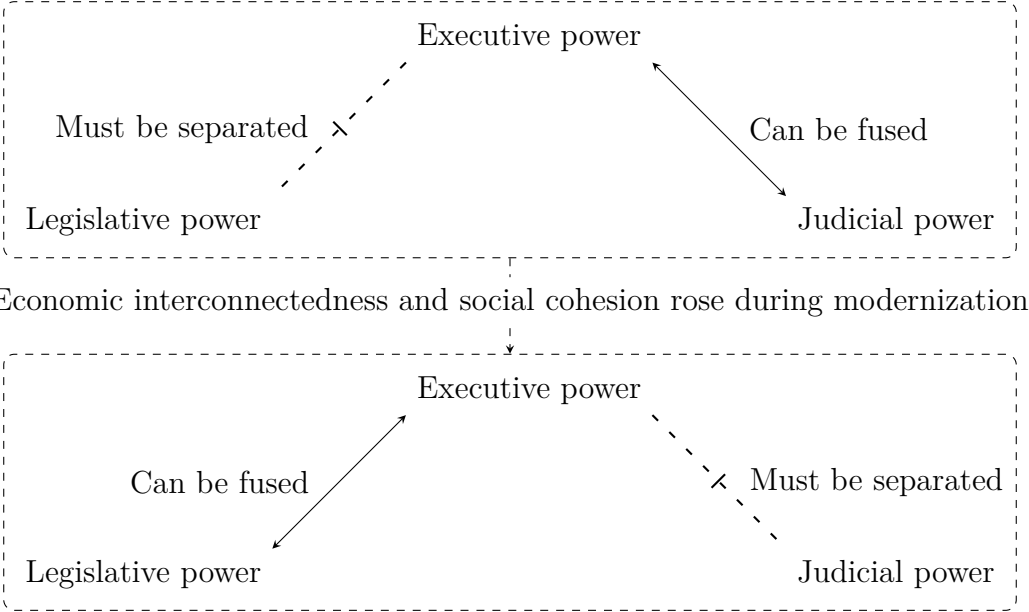 Executive power
Must be separated
Can be fused
Legislative power
Judicial power
Economic interconnectedness and social cohesion rose during modernization
Executive power
Can be fused
Must be separated
Legislative power
Judicial power